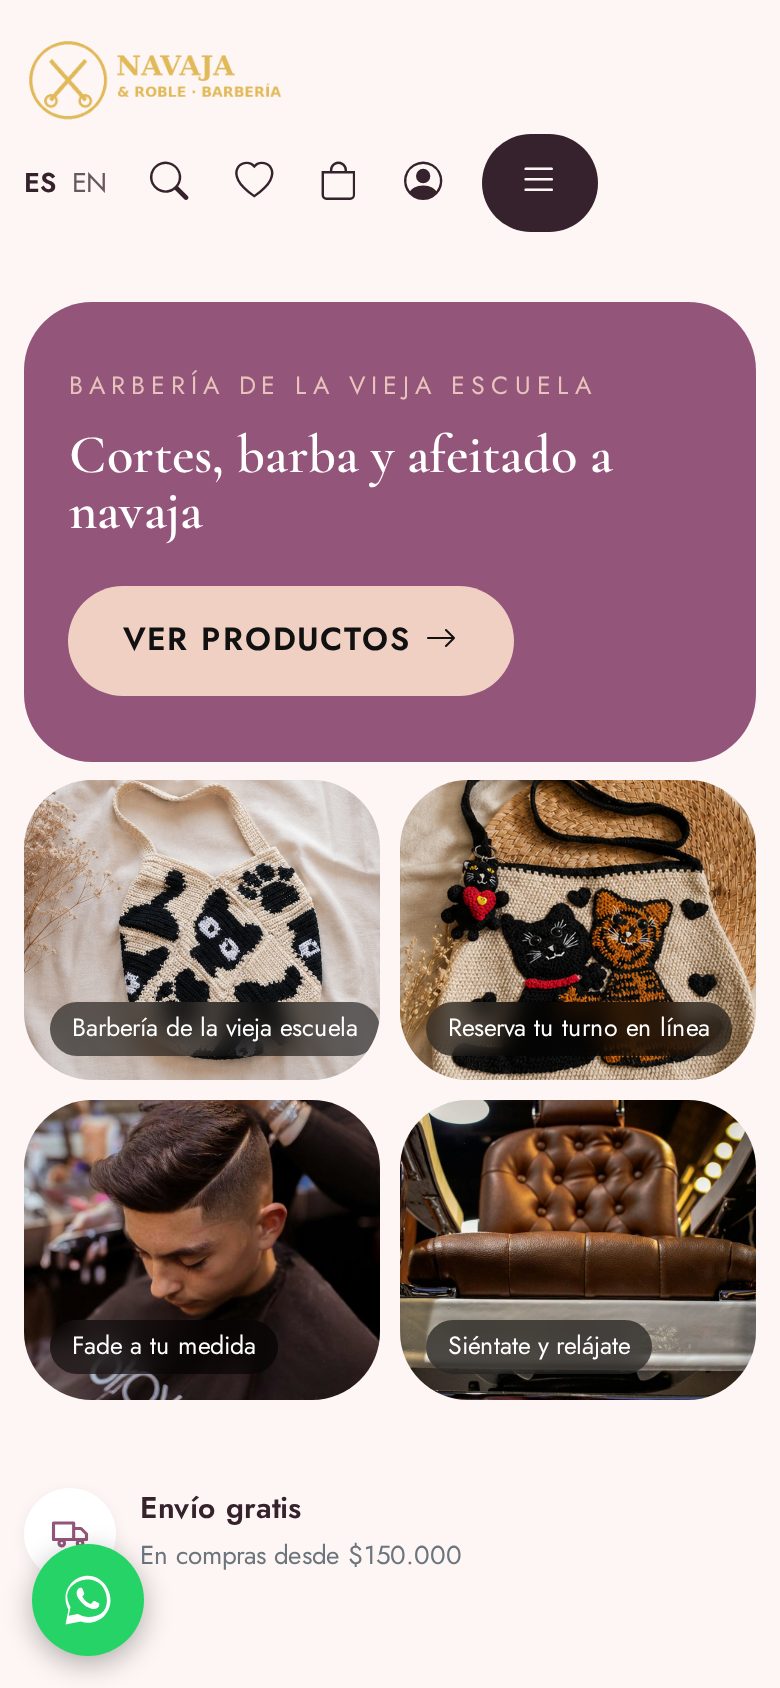 NAVAJA
& ROBLE · BARBERÍA
ES EN
BARBERÍA DE LA VIEJA ESCUELA
Cortes, barba y afeitado a
navaja
VER PRODUCTOS →
Barbería de la vieja escuela
Reserva tu turno en línea
Fade a tu medida
Siéntate y relájate
Envío gratis
En compras desde $150.000